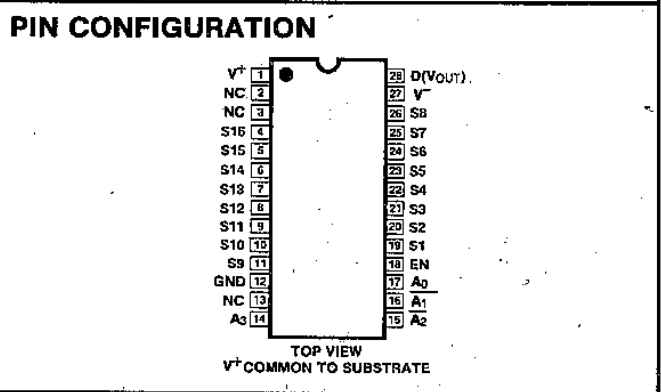 PIN CONFIGURATION
V+ 1 28 D(VOUT)
NC 2 27 V−
NC 3 26 S8
S16 4 25 S7
S15 5 24 S6
S14 6 23 S5
S13 7 22 S4
S12 8 21 S3
S11 9 20 S2
S10 10 19 S1
S9 11 18 EN
GND 12 17 A0
NC 13 16 A1
A3 14 15 A2
TOP VIEW
V+COMMON TO SUBSTRATE